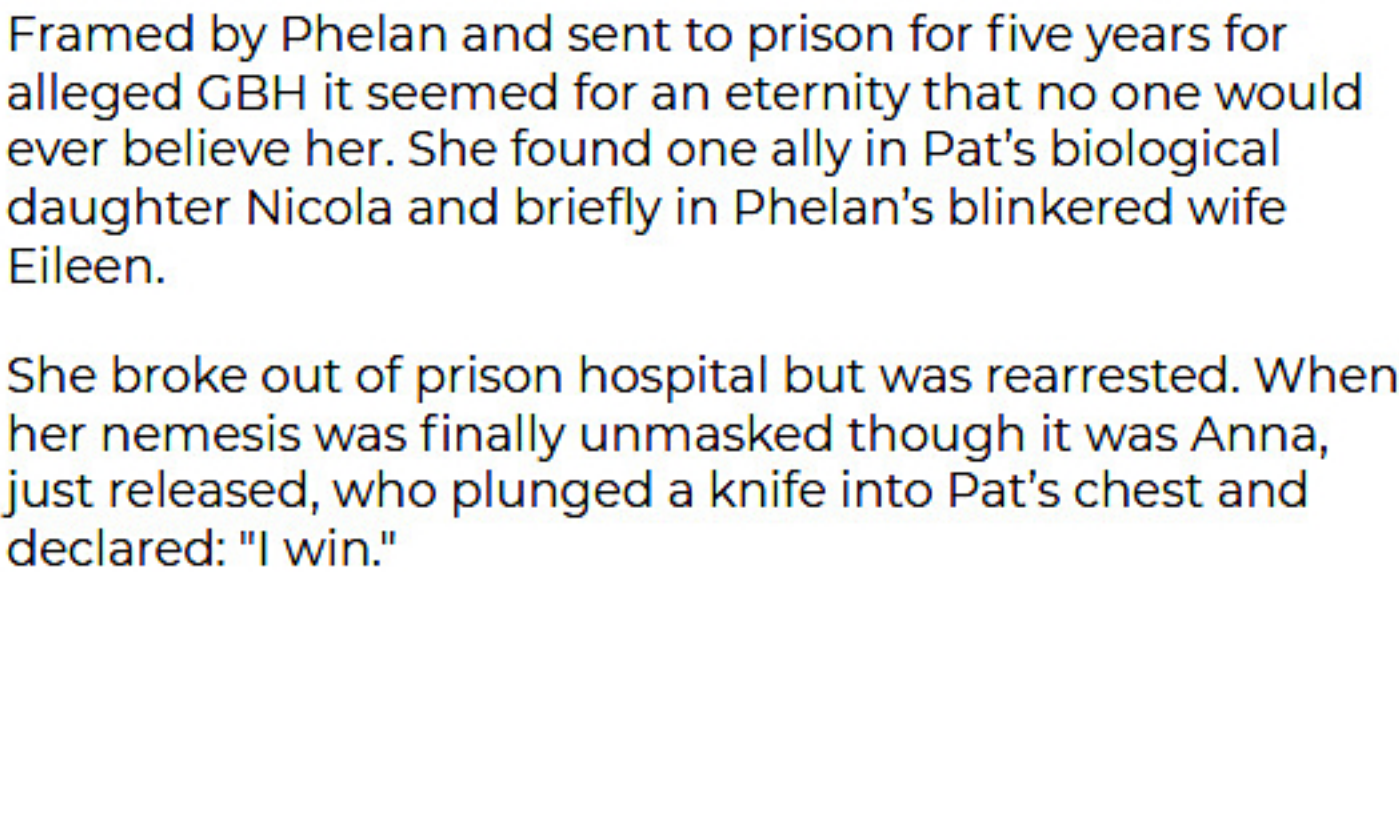 Framed by Phelan and sent to prison for five years for
alleged GBH it seemed for an eternity that no one would
ever believe her. She found one ally in Pat’s biological
daughter Nicola and briefly in Phelan’s blinkered wife
Eileen.
She broke out of prison hospital but was rearrested. When
her nemesis was finally unmasked though it was Anna,
just released, who plunged a knife into Pat’s chest and
declared: "I win."